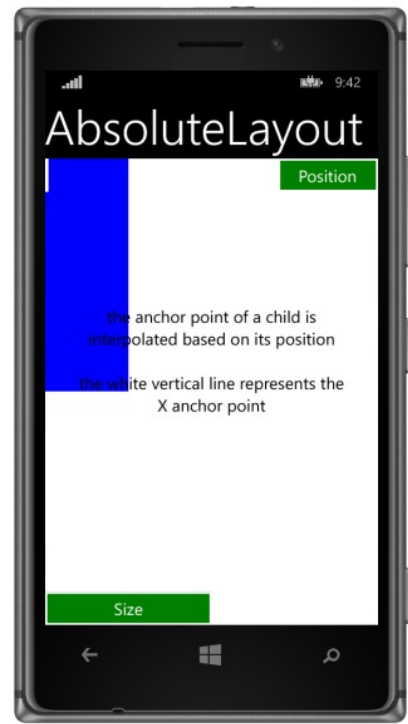 9:42
AbsoluteLayout
Position
the anchor point of a child is
interpolated based on its position
the white vertical line represents the
X anchor point
Size